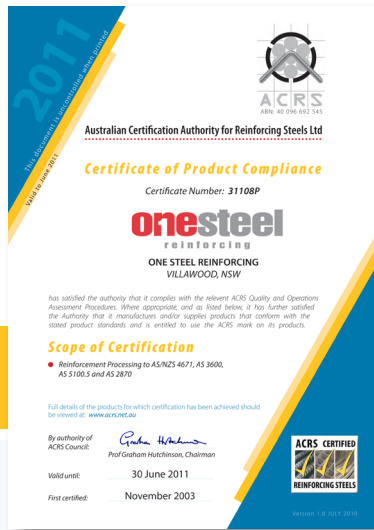 2011
This document is uncontrolled when printed
Valid to June 2011
ACRS
ABN: 40 096 692 545
Australian Certification Authority for Reinforcing Steels Ltd
Certificate of Product Compliance
Certificate Number: 31108P
onesteel
reinforcing
ONE STEEL REINFORCING
VILLAWOOD, NSW
has satisfied the authority that it complies with the relevent ACRS Quality and Operations
Assessment Procedures. Where appropriate, and as listed below, it has further satisfied
the Authority that it manufactures and/or supplies products that conform with the
stated product standards and is entitled to use the ACRS mark on its products.
Scope of Certification
Reinforcement Processing to AS/NZS 4671, AS 3600,
AS 5100.5 and AS 2870
Full details of the products for which certification has been achieved should
be viewed at: www.acrs.net.au
By authority of
ACRS Council:
Graham Hutchinson
Prof Graham Hutchinson, Chairman
Valid until:
30 June 2011
First certified:
November 2003
ACRS CERTIFIED
REINFORCING STEELS
Version 1.0 JULY 2010